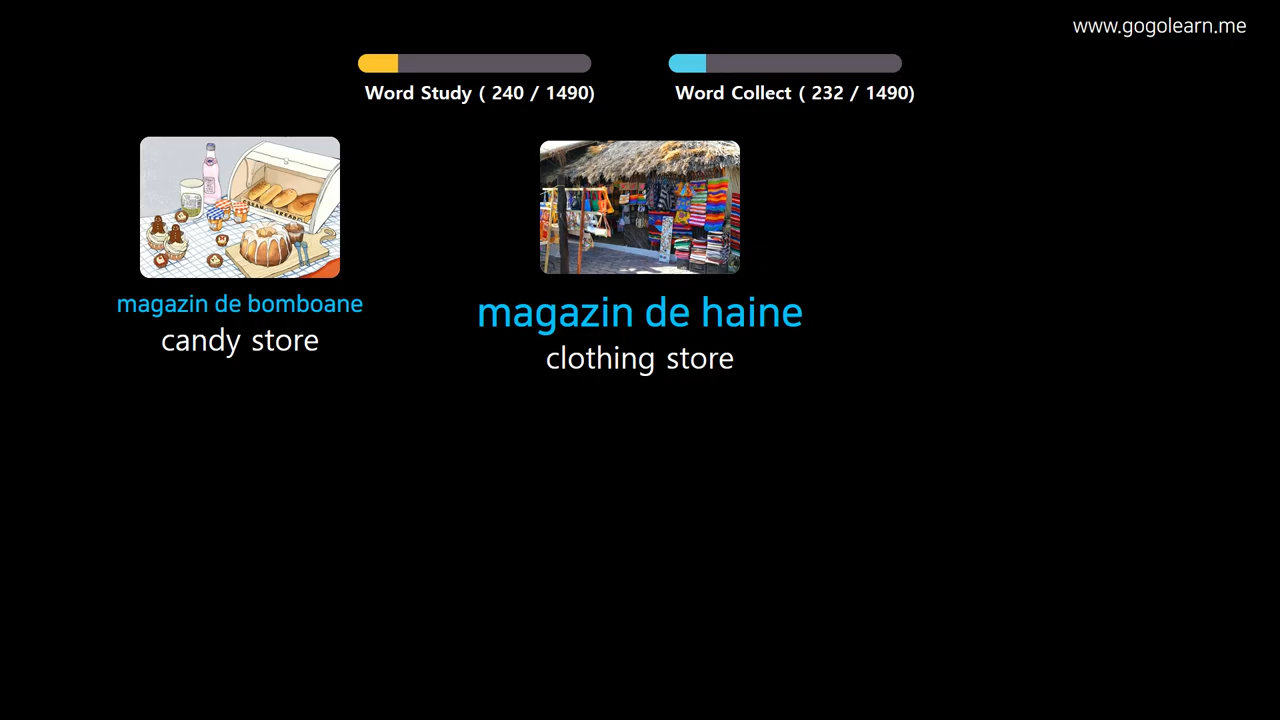 www.gogolearn.me
Word Study ( 240 / 1490)
Word Collect ( 232 / 1490)
magazin de bomboane
candy store
magazin de haine
clothing store